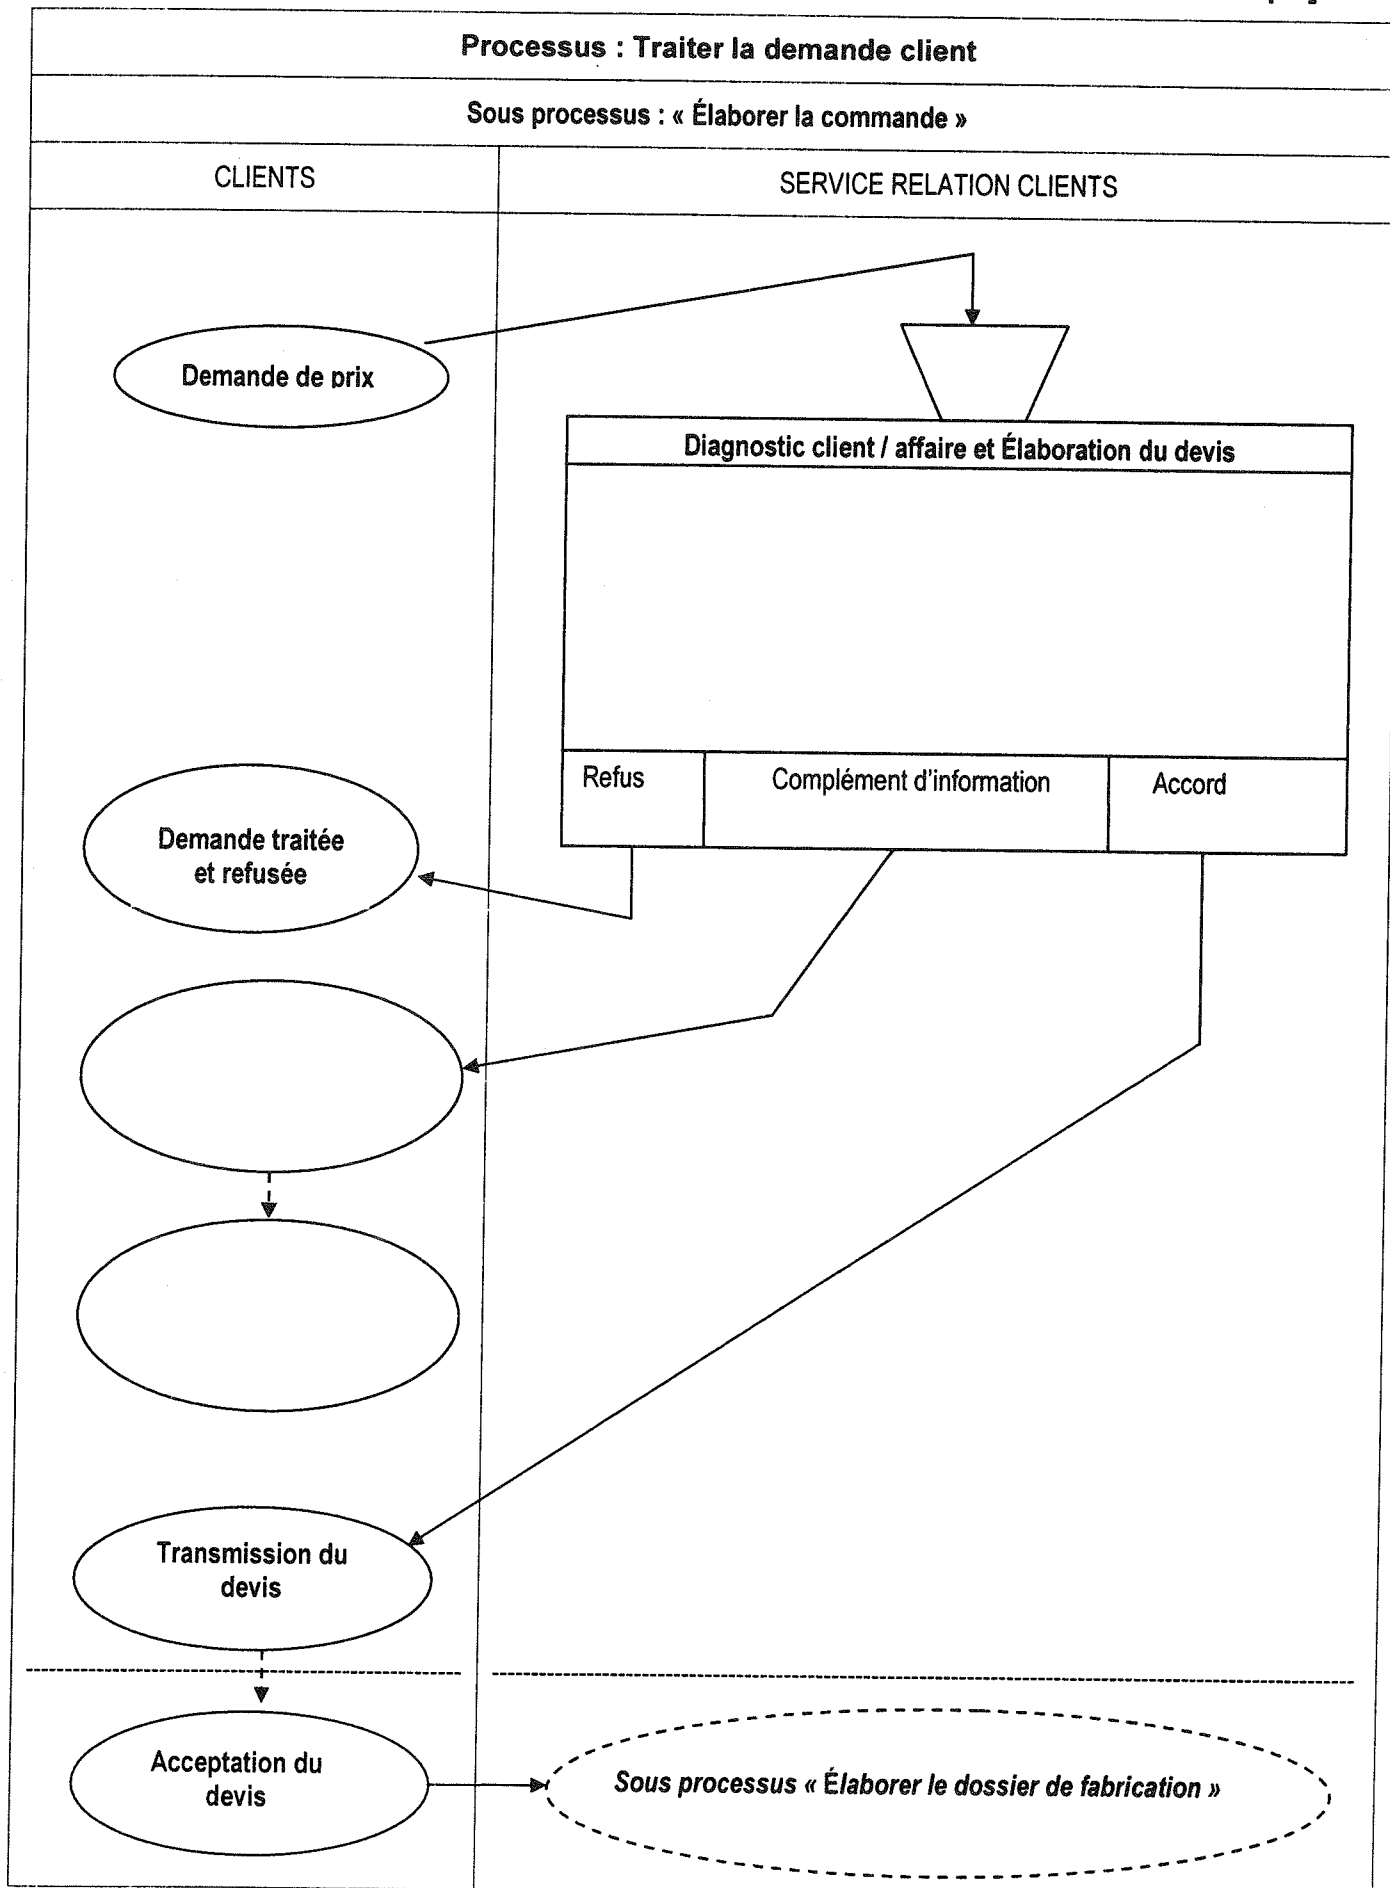 Processus : Traiter la demande client
Sous processus : « Élaborer la commande »
CLIENTS
SERVICE RELATION CLIENTS
Demande de prix
Diagnostic client / affaire et Élaboration du devis
Refus
Complément d'information
Accord
Demande traitée
et refusée
Transmission du
devis
Acceptation du
devis
Sous processus « Élaborer le dossier de fabrication »